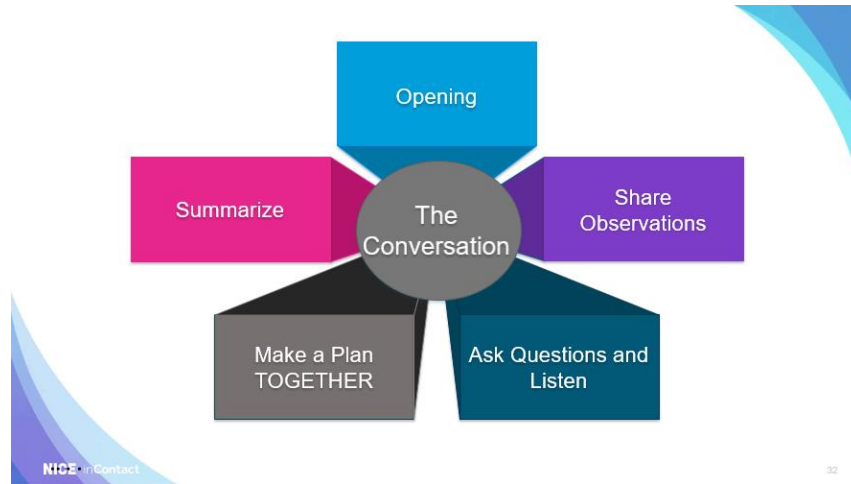 Opening
Share
Observations
Ask Questions and
Listen
Make a Plan
TOGETHER
Summarize
The
Conversation
NICE inContact
32